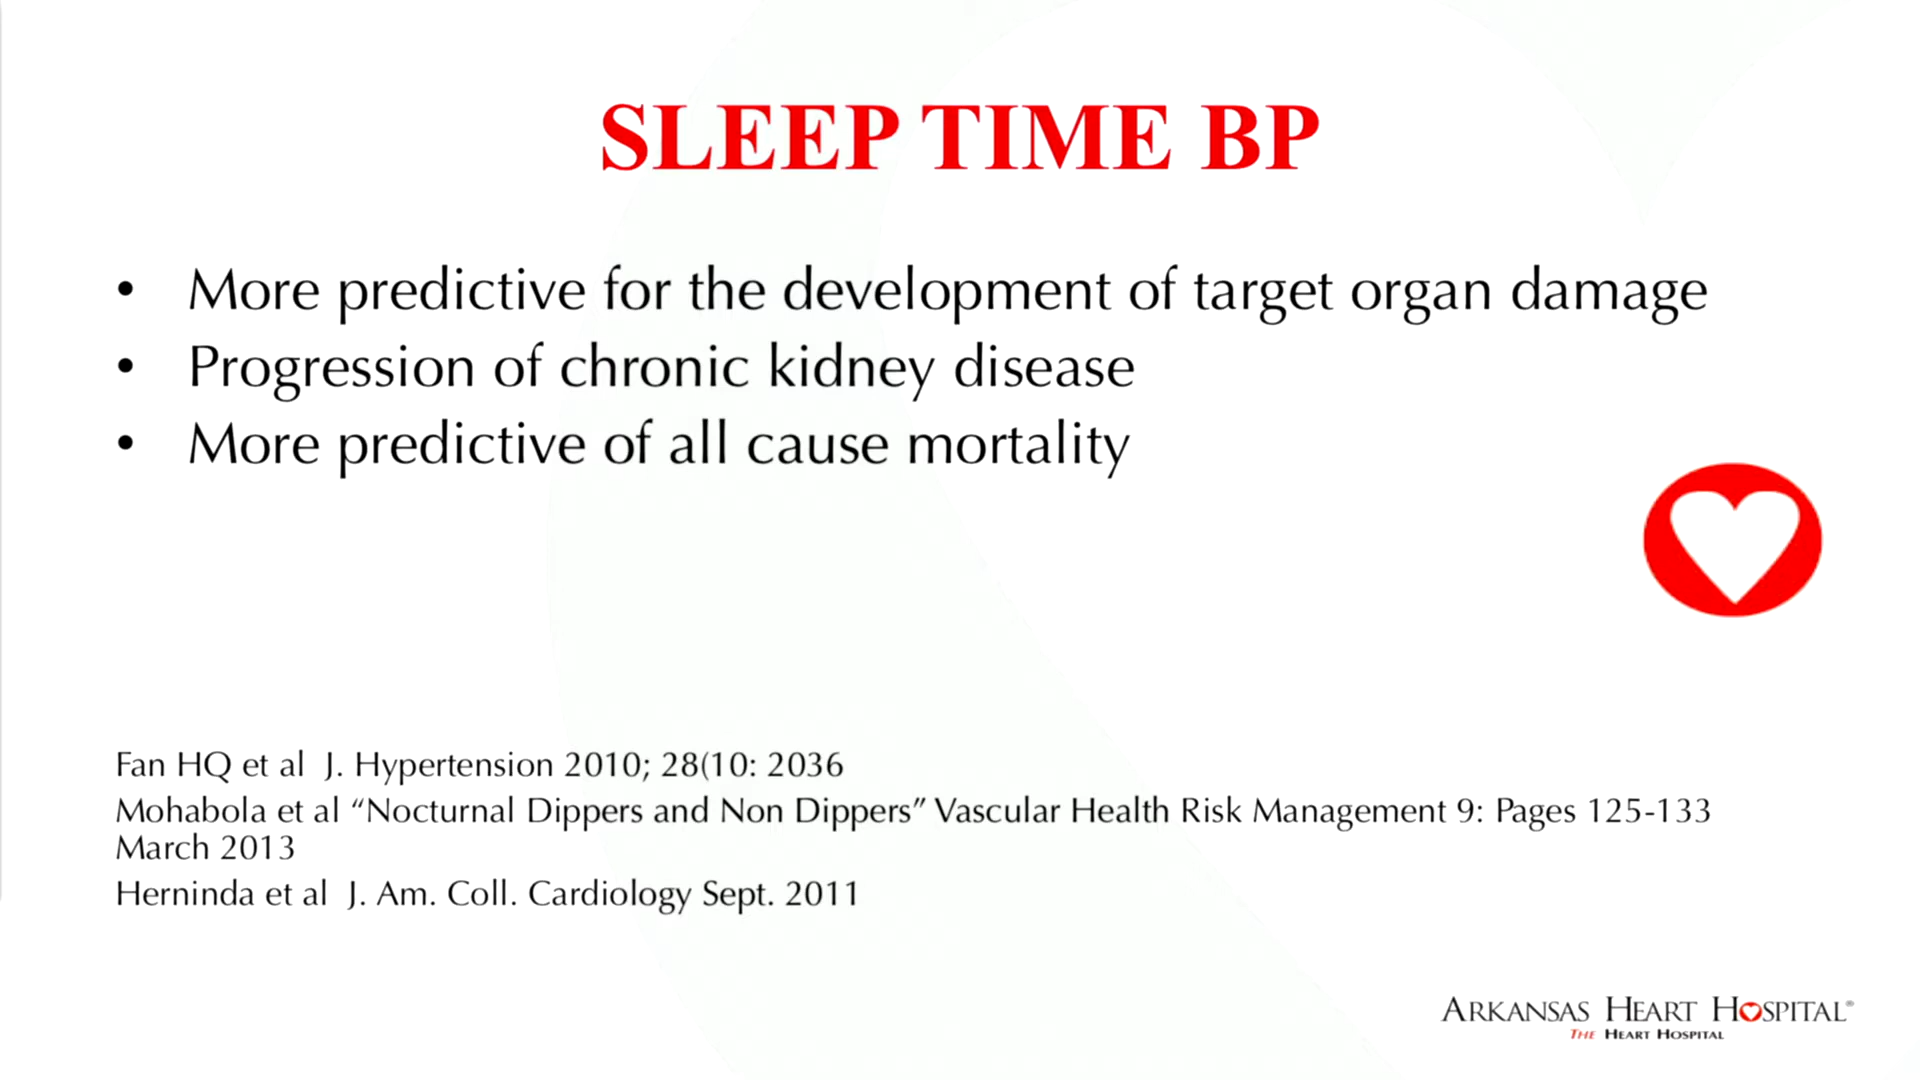 SLEEP TIME BP
• More predictive for the development of target organ damage
• Progression of chronic kidney disease
• More predictive of all cause mortality
Fan HQ et al J. Hypertension 2010; 28(10: 2036
Mohabola et al “Nocturnal Dippers and Non Dippers” Vascular Health Risk Management 9: Pages 125-133
March 2013
Herninda et al J. Am. Coll. Cardiology Sept. 2011
ARKANSAS HEART HOSPITAL®
THE HEART HOSPITAL